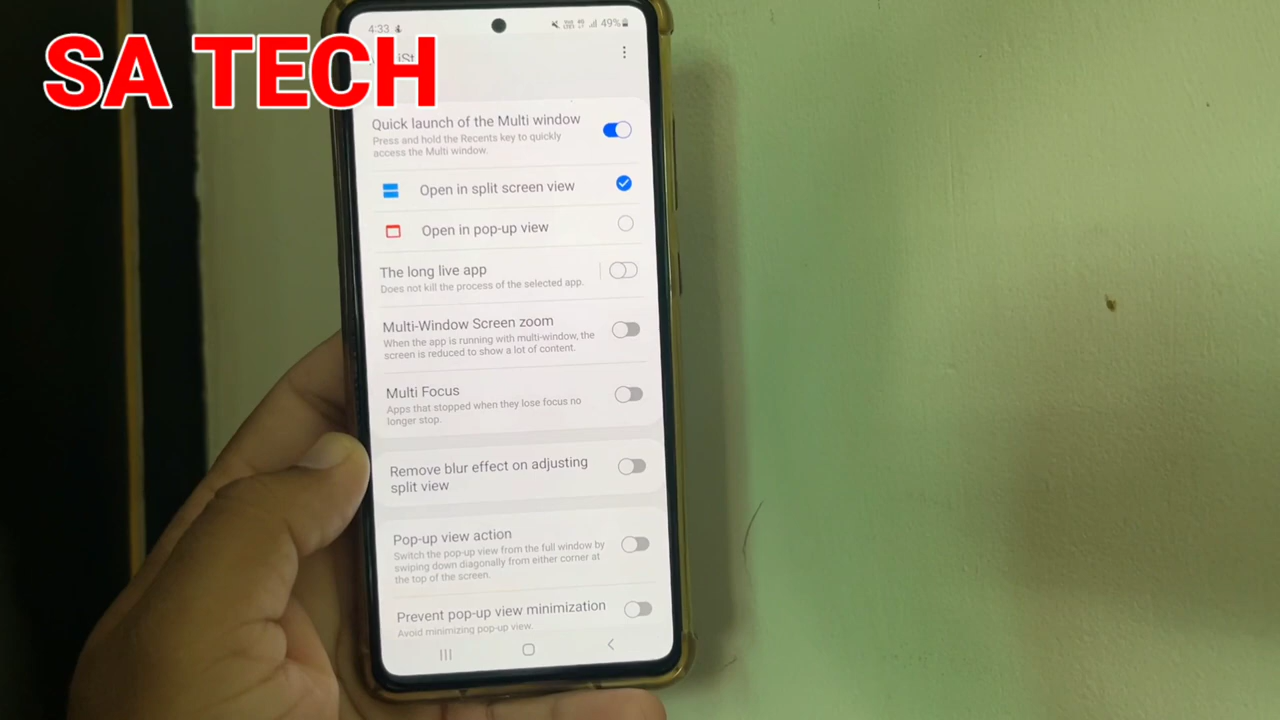 SA TECH
4:33
49%
Quick launch of the Multi window
Press and hold the Recents key to quickly
access the Multi window.
Open in split screen view
Open in pop-up view
The long live app
Does not kill the process of the selected app.
Multi-Window Screen zoom
When the app is running with multi-window, the
screen is reduced to show a lot of content.
Multi Focus
Apps that stopped when they lose focus no
longer stop.
Remove blur effect on adjusting
split view
Pop-up view action
Switch the pop-up view from the full window by
swiping down diagonally from either corner at
the top of the screen.
Prevent pop-up view minimization
Avoid minimizing pop-up view.